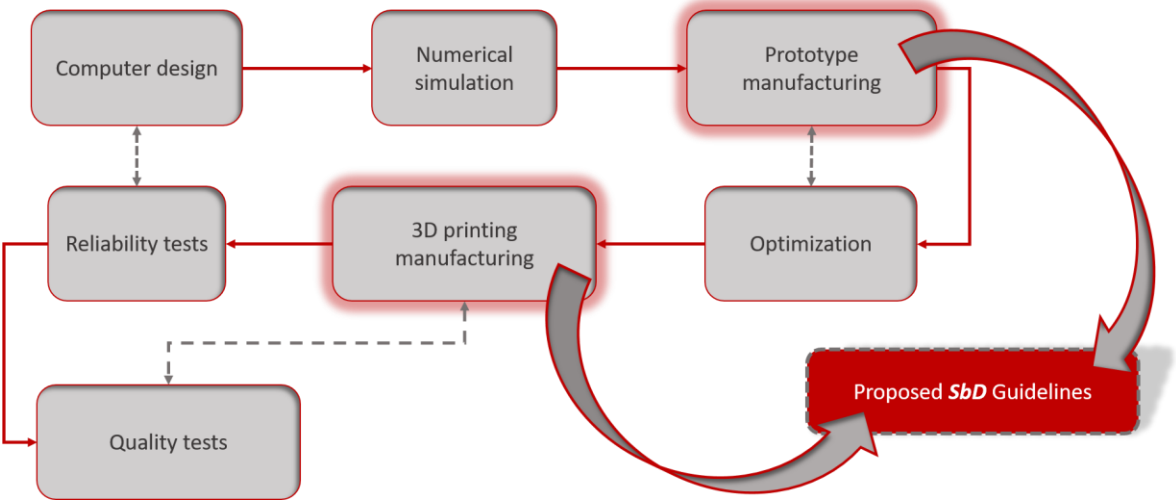 Computer design
Numerical
simulation
Prototype
manufacturing
Reliability tests
3D printing
manufacturing
Optimization
Proposed SbD Guidelines
Quality tests